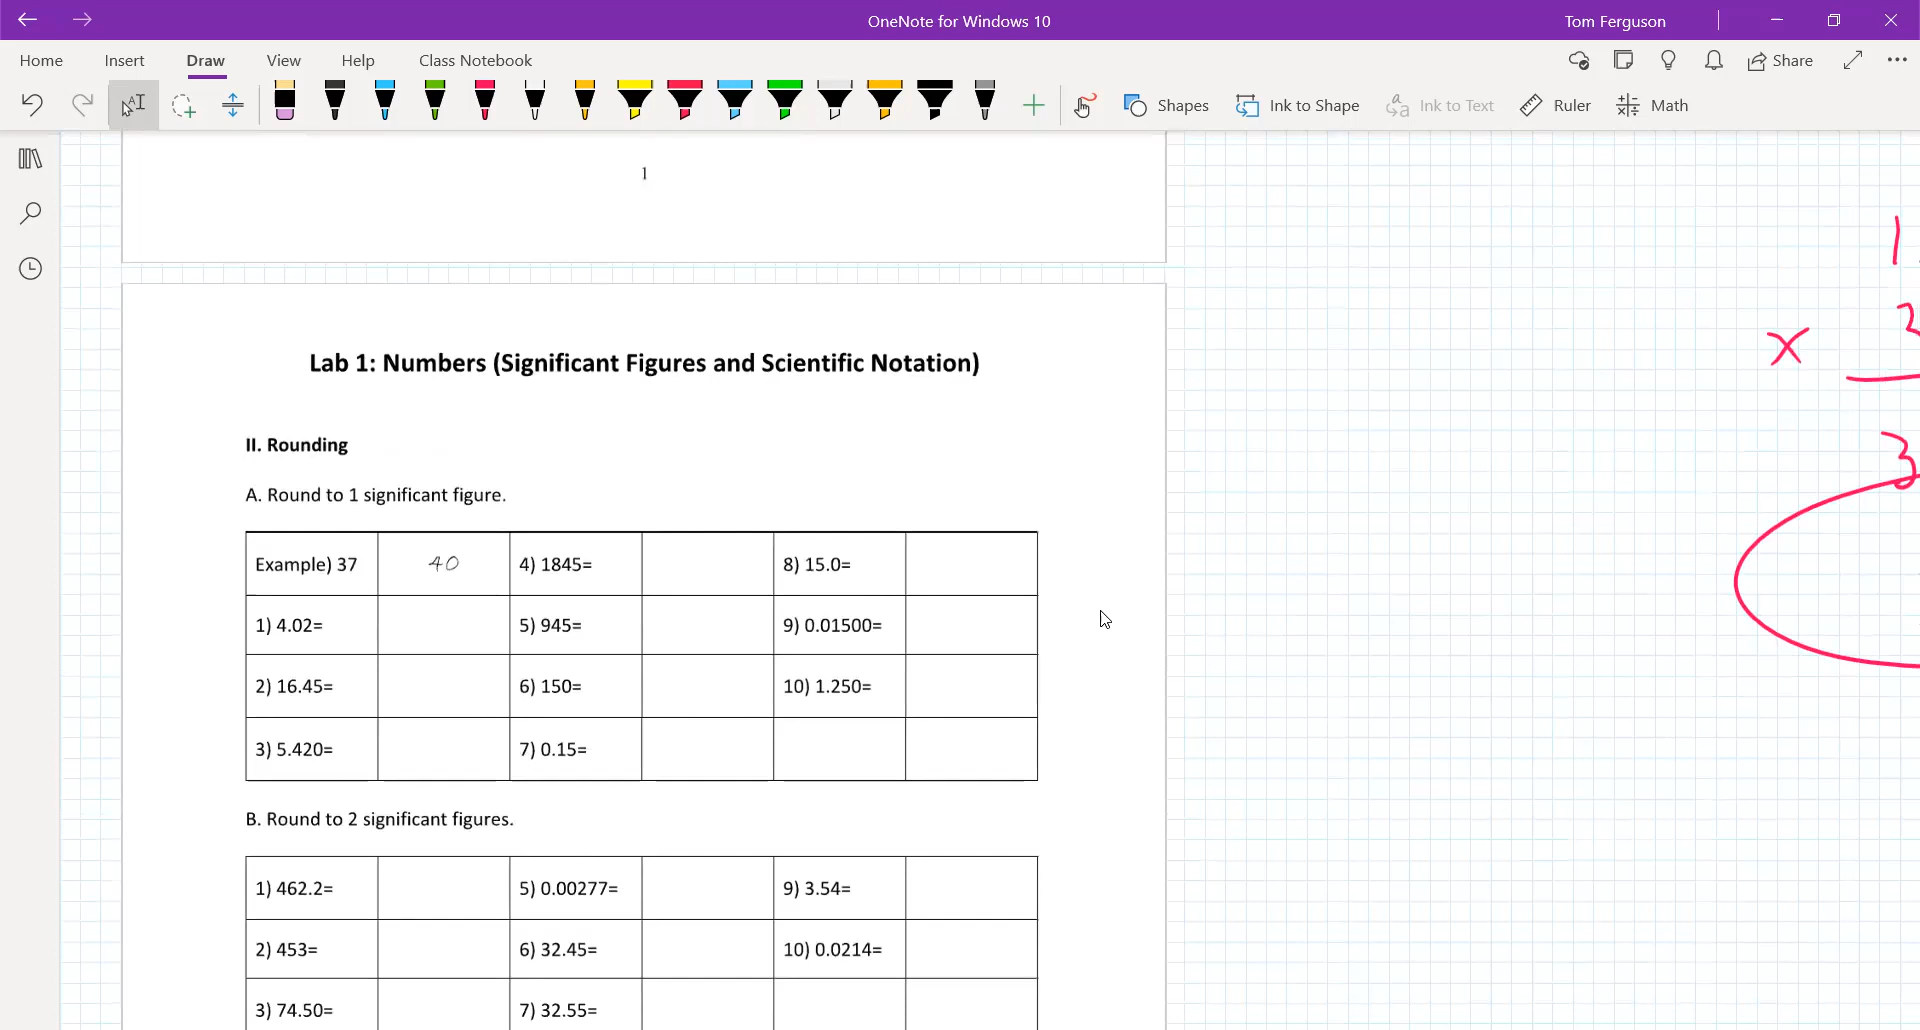 OneNote for Windows 10
Tom Ferguson
Home Insert Draw View Help Class Notebook
Share
Shapes Ink to Shape Ink to Text Ruler Math
1
Lab 1: Numbers (Significant Figures and Scientific Notation)
II. Rounding
A. Round to 1 significant figure.
Example) 37 40 4) 1845= 8) 15.0=
1) 4.02= 5) 945= 9) 0.01500=
2) 16.45= 6) 150= 10) 1.250=
3) 5.420= 7) 0.15=
B. Round to 2 significant figures.
1) 462.2= 5) 0.00277= 9) 3.54=
2) 453= 6) 32.45= 10) 0.0214=
3) 74.50= 7) 32.55=
1
x 3
3